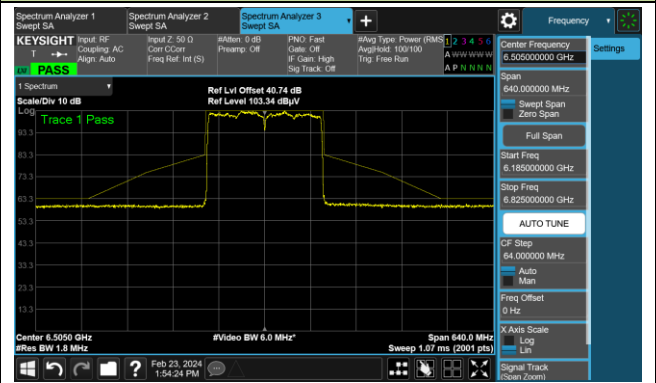 Spectrum Analyzer 1
Swept SA
Spectrum Analyzer 2
Swept SA
Spectrum Analyzer 3
Swept SA
+
Frequency
KEYSIGHT
Input: RF
Coupling: AC
Align: Auto
Input Z: 50 Ω
Corr CCorr
Freq Ref: Int (S)
#Atten: 0 dB
Preamp: Off
PNO: Fast
Gate: Off
IF Gain: High
Sig Track: Off
#Avg Type: Power (RMS
Avg|Hold: 100/100
Trig: Free Run
1 2 3 4 5 6
A W W W W W
A P N N N N
PASS
1 Spectrum
Scale/Div 10 dB
Ref Lvl Offset 40.74 dB
Ref Level 103.34 dBµV
Log
Trace 1 Pass
93.3
83.3
73.3
63.3
53.3
43.3
33.3
23.3
13.3
Center 6.5050 GHz
#Res BW 1.8 MHz
#Video BW 6.0 MHz*
Span 640.0 MHz
Sweep 1.07 ms (2001 pts)
Center Frequency
6.505000000 GHz
Settings
Span
640.000000 MHz
Swept Span
Zero Span
Full Span
Start Freq
6.185000000 GHz
Stop Freq
6.825000000 GHz
AUTO TUNE
CF Step
64.000000 MHz
Auto
Man
Freq Offset
0 Hz
X Axis Scale
Log
Lin
Signal Track
(Span Zoom)
?
Feb 23, 2024
1:54:24 PM